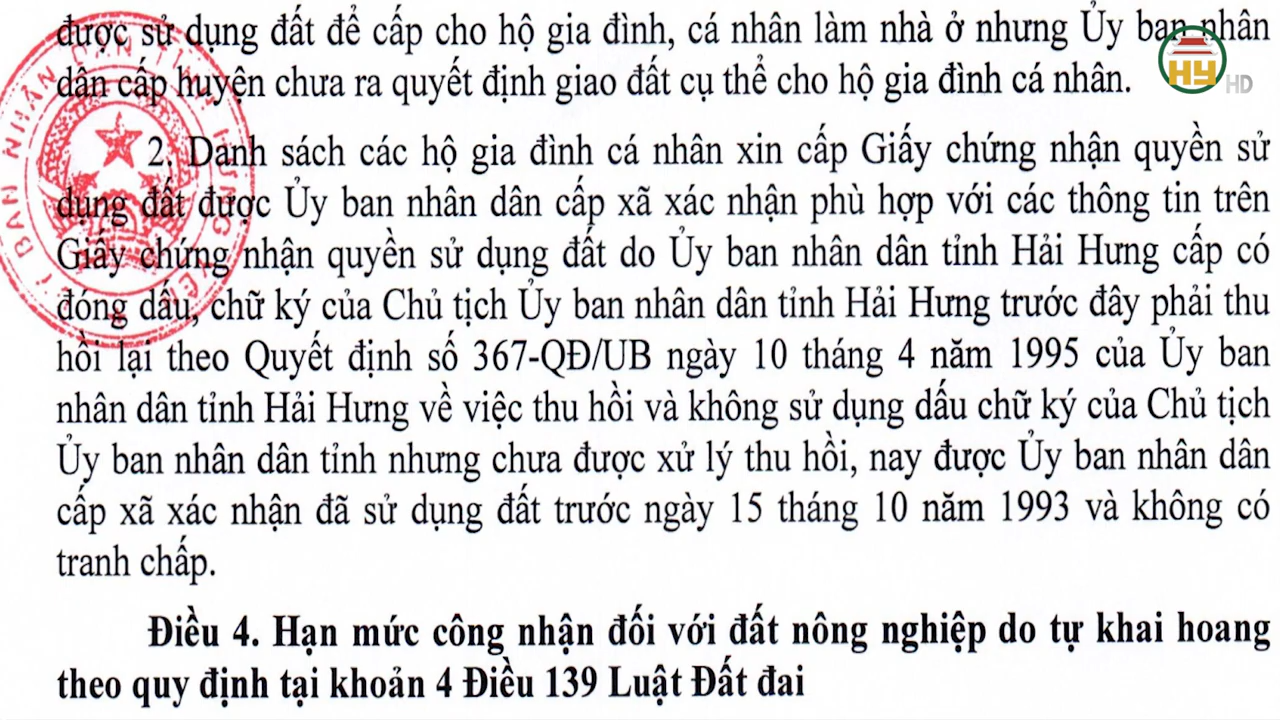 được sử dụng đất để cấp cho hộ gia đình, cá nhân làm nhà ở nhưng Ủy ban nhân
dân cấp huyện chưa ra quyết định giao đất cụ thể cho hộ gia đình cá nhân.
HY HD
2. Danh sách các hộ gia đình cá nhân xin cấp Giấy chứng nhận quyền sử
dụng đất được Ủy ban nhân dân cấp xã xác nhận phù hợp với các thông tin trên
Giấy chứng nhận quyền sử dụng đất do Ủy ban nhân dân tỉnh Hải Hưng cấp có
đóng dấu, chữ ký của Chủ tịch Ủy ban nhân dân tỉnh Hải Hưng trước đây phải thu
hồi lại theo Quyết định số 367-QĐ/UB ngày 10 tháng 4 năm 1995 của Ủy ban
nhân dân tỉnh Hải Hưng về việc thu hồi và không sử dụng dấu chữ ký của Chủ tịch
Ủy ban nhân dân tỉnh nhưng chưa được xử lý thu hồi, nay được Ủy ban nhân dân
cấp xã xác nhận đã sử dụng đất trước ngày 15 tháng 10 năm 1993 và không có
tranh chấp.
Điều 4. Hạn mức công nhận đối với đất nông nghiệp do tự khai hoang
theo quy định tại khoản 4 Điều 139 Luật Đất đai